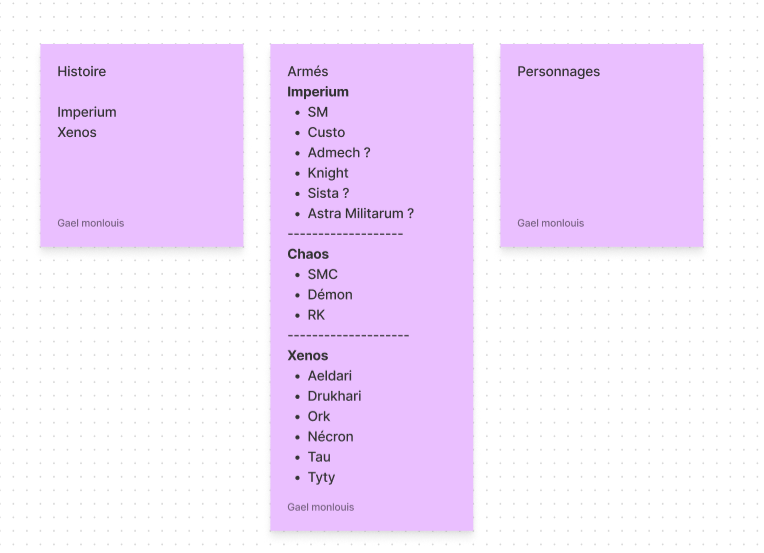 Histoire
Imperium
Xenos
Gael monlouis
Armés
Imperium
• SM
• Custo
• Admech ?
• Knight
• Sista ?
• Astra Militarum ?
-------------------
Chaos
• SMC
• Démon
• RK
--------------------
Xenos
• Aeldari
• Drukhari
• Ork
• Nécron
• Tau
• Tyty
Gael monlouis
Personnages
Gael monlouis